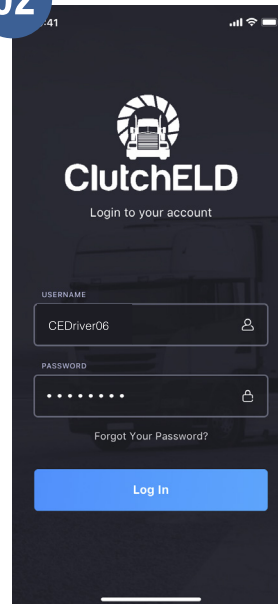 02
:41
ClutchELD
Login to your account
USERNAME
CEDriver06
PASSWORD
••••••••
Forgot Your Password?
Log In